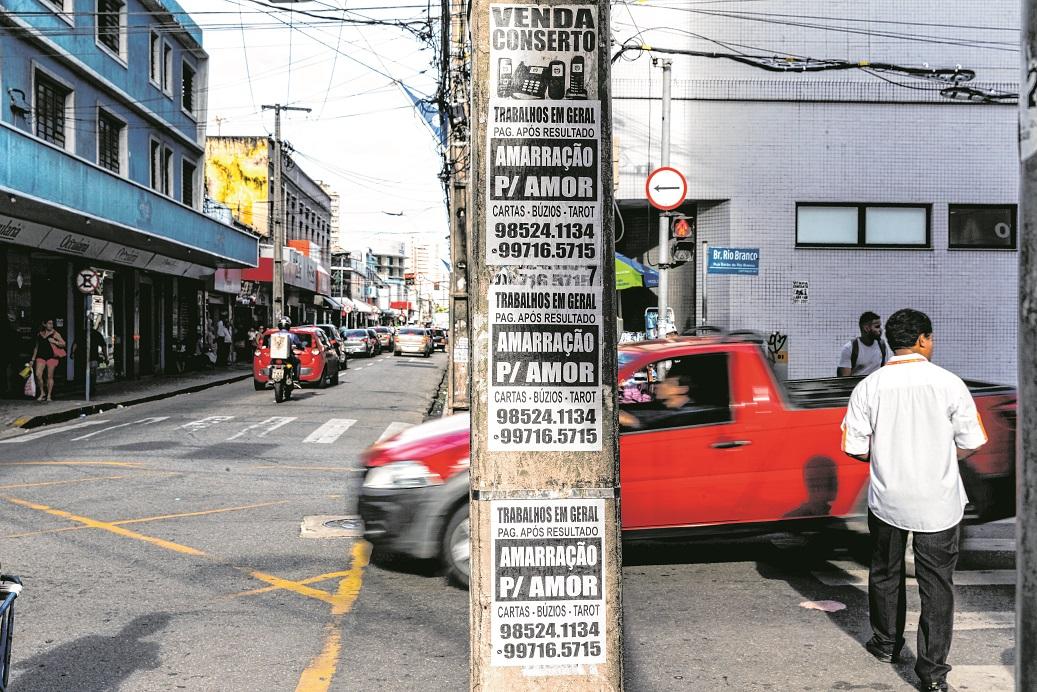 VENDA
CONSERTO
TRABALHOS EM GERAL
PAG. APÓS RESULTADO
AMARRAÇÃO
P/ AMOR
CARTAS - BÚZIOS - TAROT
98524.1134
99716.5715
TRABALHOS EM GERAL
PAG. APÓS RESULTADO
AMARRAÇÃO
P/ AMOR
CARTAS - BÚZIOS - TAROT
98524.1134
99716.5715
TRABALHOS EM GERAL
PAG. APÓS RESULTADO
AMARRAÇÃO
P/ AMOR
CARTAS - BÚZIOS - TAROT
98524.1134
99716.5715
Br. Rio Branco